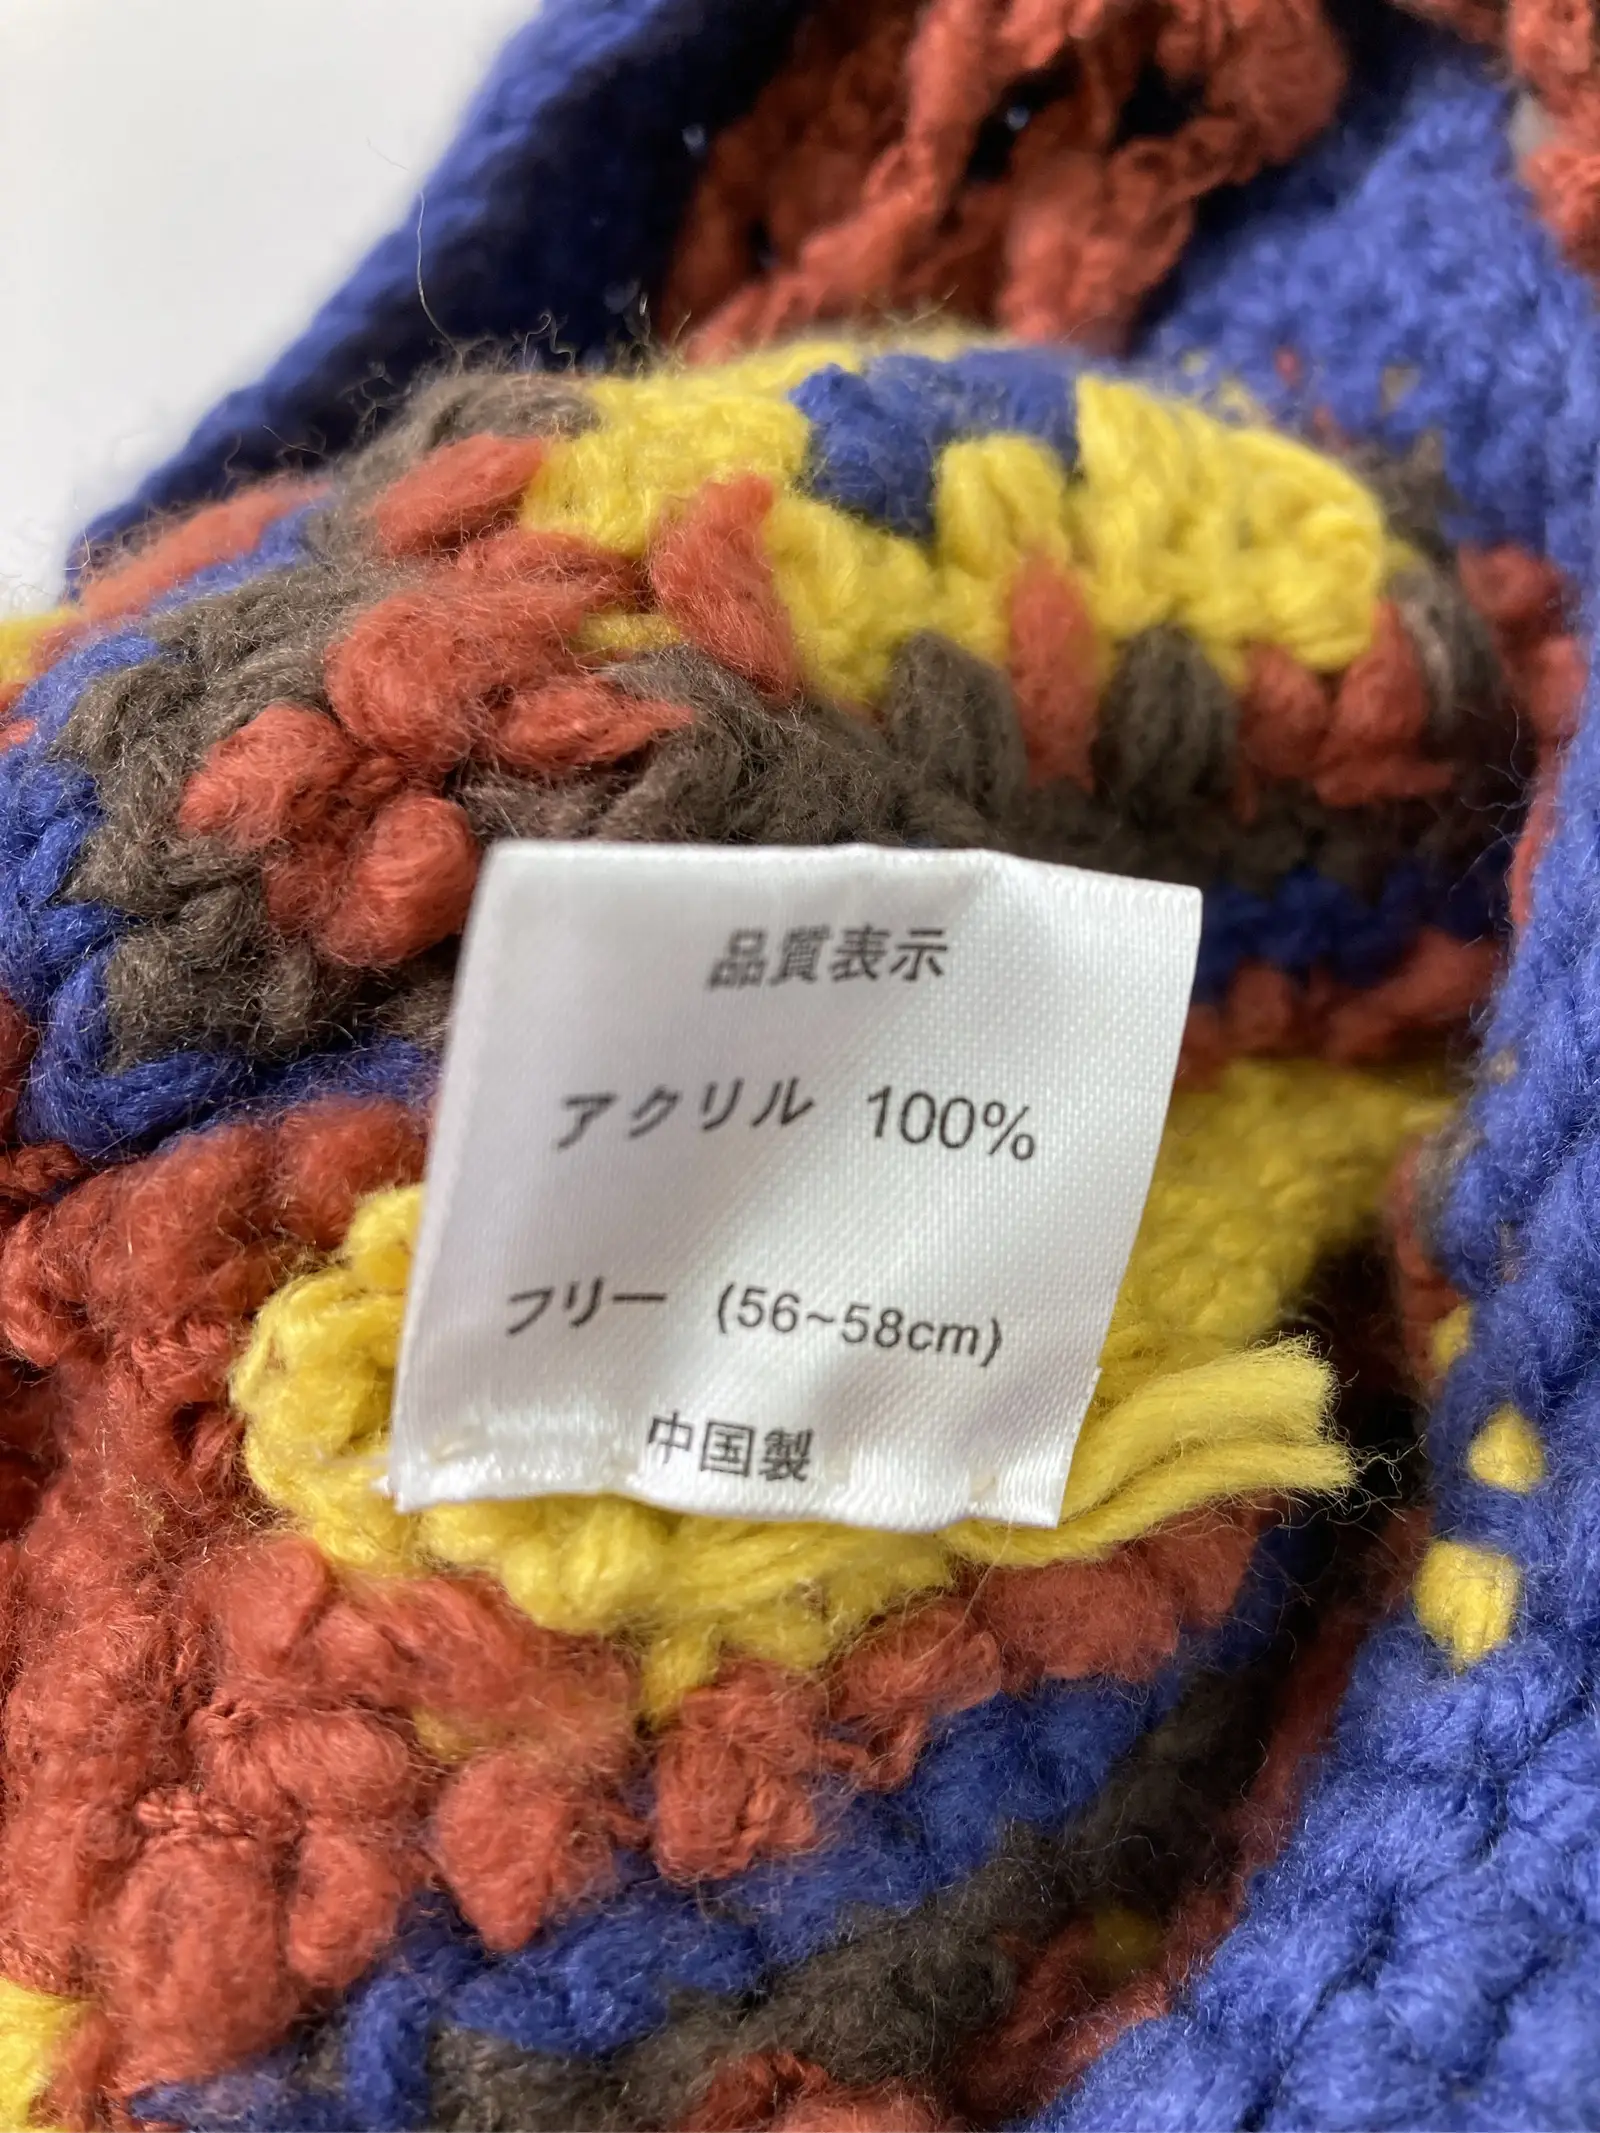 品質表示
アクリル 100%
フリー (56~58cm)
中国製